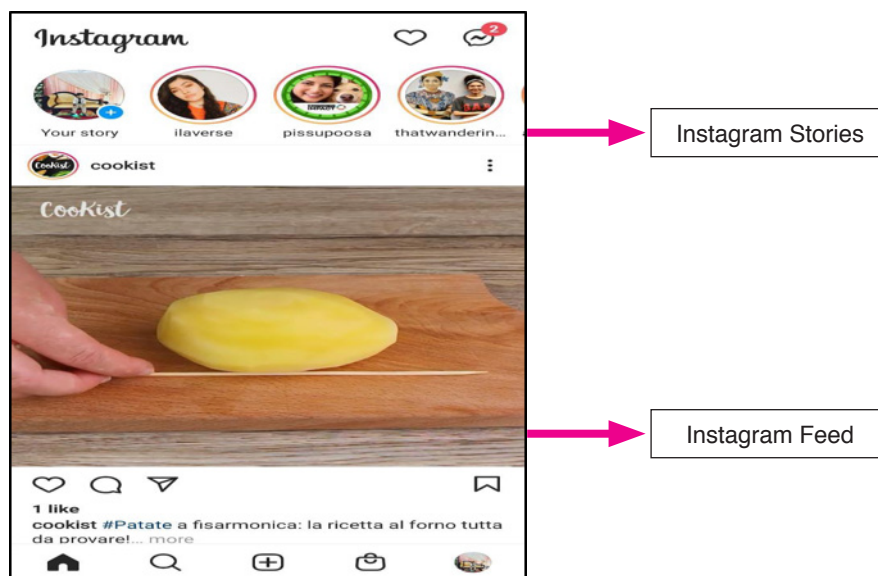 Instagram
2
Your story
ilaverse
pissupoosa
thatwanderin...
Instagram Stories
Cookist
cookist
Cookist
Instagram Feed
1 like
cookist #Patate a fisarmonica: la ricetta al forno tutta
da provare!... more